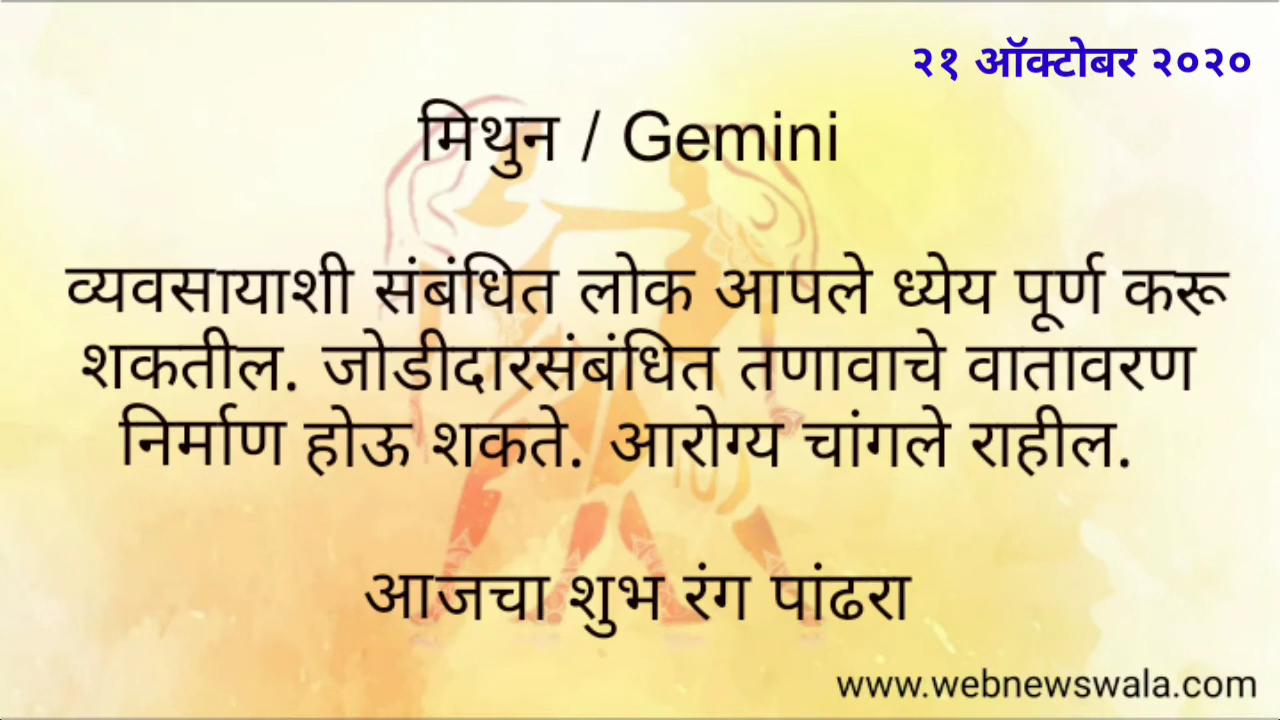 २१ ऑक्टोबर २०२०
मिथुन / Gemini
व्यवसायाशी संबंधित लोक आपले ध्येय पूर्ण करू
शकतील. जोडीदारसंबंधित तणावाचे वातावरण
निर्माण होऊ शकते. आरोग्य चांगले राहील.
आजचा शुभ रंग पांढरा
www.webnewswala.com